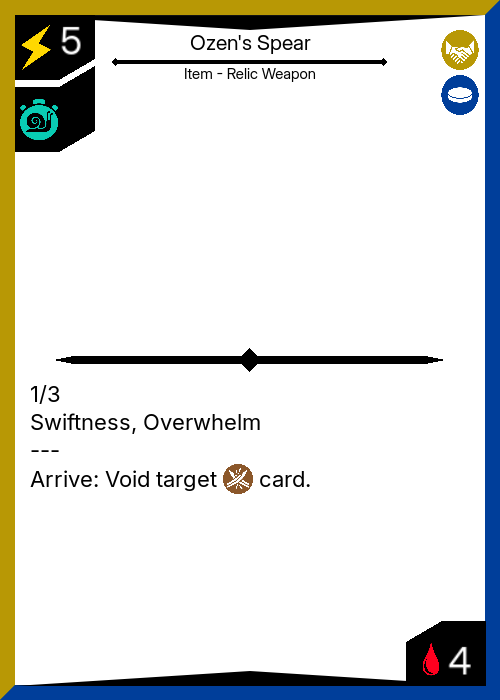 5
Ozen's Spear
Item - Relic Weapon
1/3
Swiftness, Overwhelm
---
Arrive: Void target card.
4